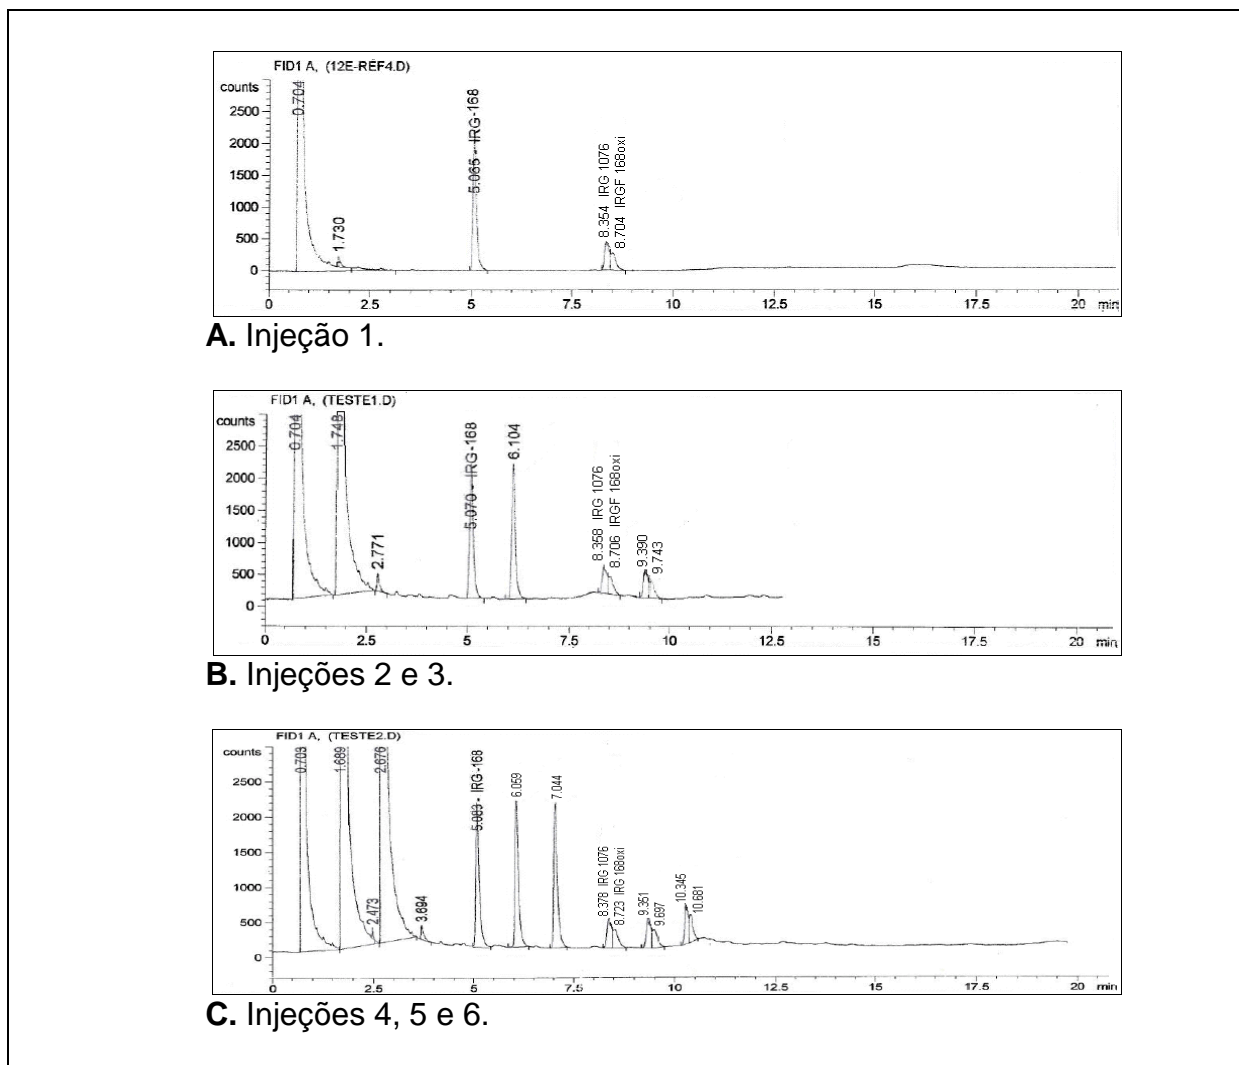 FID1 A, (12E-REF4.D)
counts
2500
2000
1500
1000
500
0
0.704
1.730
5.065 - IRG-168
8.354 IRG 1076
8.704 IRGF 168oxi
0 2.5 5 7.5 10 12.5 15 17.5 20 min
A. Injeção 1.
FID1 A, (TESTE1.D)
counts
2500
2000
1500
1000
500
0
0.704
1.748
2.771
5.070 - IRG-168
6.104
8.358 IRG 1076
8.706 IRGF 168oxi
9.390
9.743
0 2.5 5 7.5 10 12.5 15 17.5 20 min
B. Injeções 2 e 3.
FID1 A, (TESTE2.D)
counts
2500
2000
1500
1000
500
0
0.703
1.689
2.473
2.676
3.694
5.083 - IRG-168
6.059
7.044
8.378 IRG 1076
8.723 IRG 168oxi
9.351
9.697
10.345
10.681
0 2.5 5 7.5 10 12.5 15 17.5 20 min
C. Injeções 4, 5 e 6.